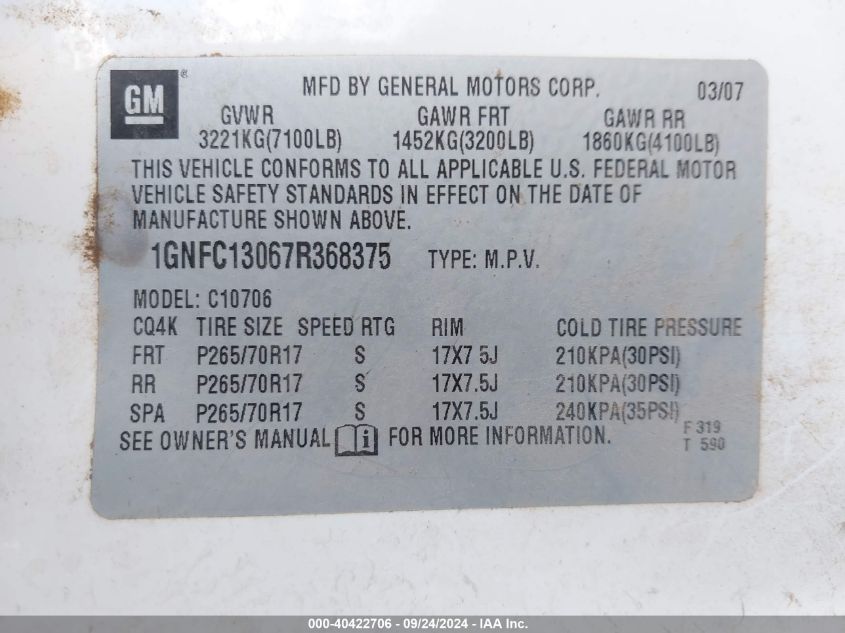 GM ® MFD BY GENERAL MOTORS CORP. 03/07
GVWR GAWR FRT GAWR RR
3221KG(7100LB) 1452KG(3200LB) 1860KG(4100LB)
THIS VEHICLE CONFORMS TO ALL APPLICABLE U.S. FEDERAL MOTOR
VEHICLE SAFETY STANDARDS IN EFFECT ON THE DATE OF
MANUFACTURE SHOWN ABOVE.
1GNFC13067R368375 TYPE: M.P.V.
MODEL: C10706
CQ4K TIRE SIZE SPEED RTG RIM COLD TIRE PRESSURE
FRT P265/70R17 S 17X7 5J 210KPA(30PSI)
RR P265/70R17 S 17X7.5J 210KPA(30PSI)
SPA P265/70R17 S 17X7.5J 240KPA(35PSI)
SEE OWNER'S MANUAL i FOR MORE INFORMATION.
F 319
T 590
000-40422706 - 09/24/2024 - IAA Inc.